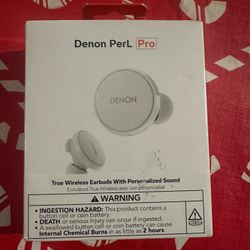 Denon PerL Pro
DENON
True Wireless Earbuds With Personalized Sound
Écouteurs True Wireless avec son personnalisé
WARNING
• INGESTION HAZARD: This product contains a
button cell or coin battery.
• DEATH or serious injury can occur if ingested.
• A swallowed button cell or coin battery can cause
Internal Chemical Burns in as little as 2 hours.